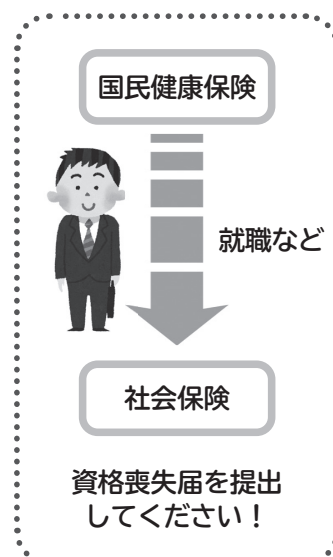 国民健康保険
就職など
社会保険
資格喪失届を提出
してください！